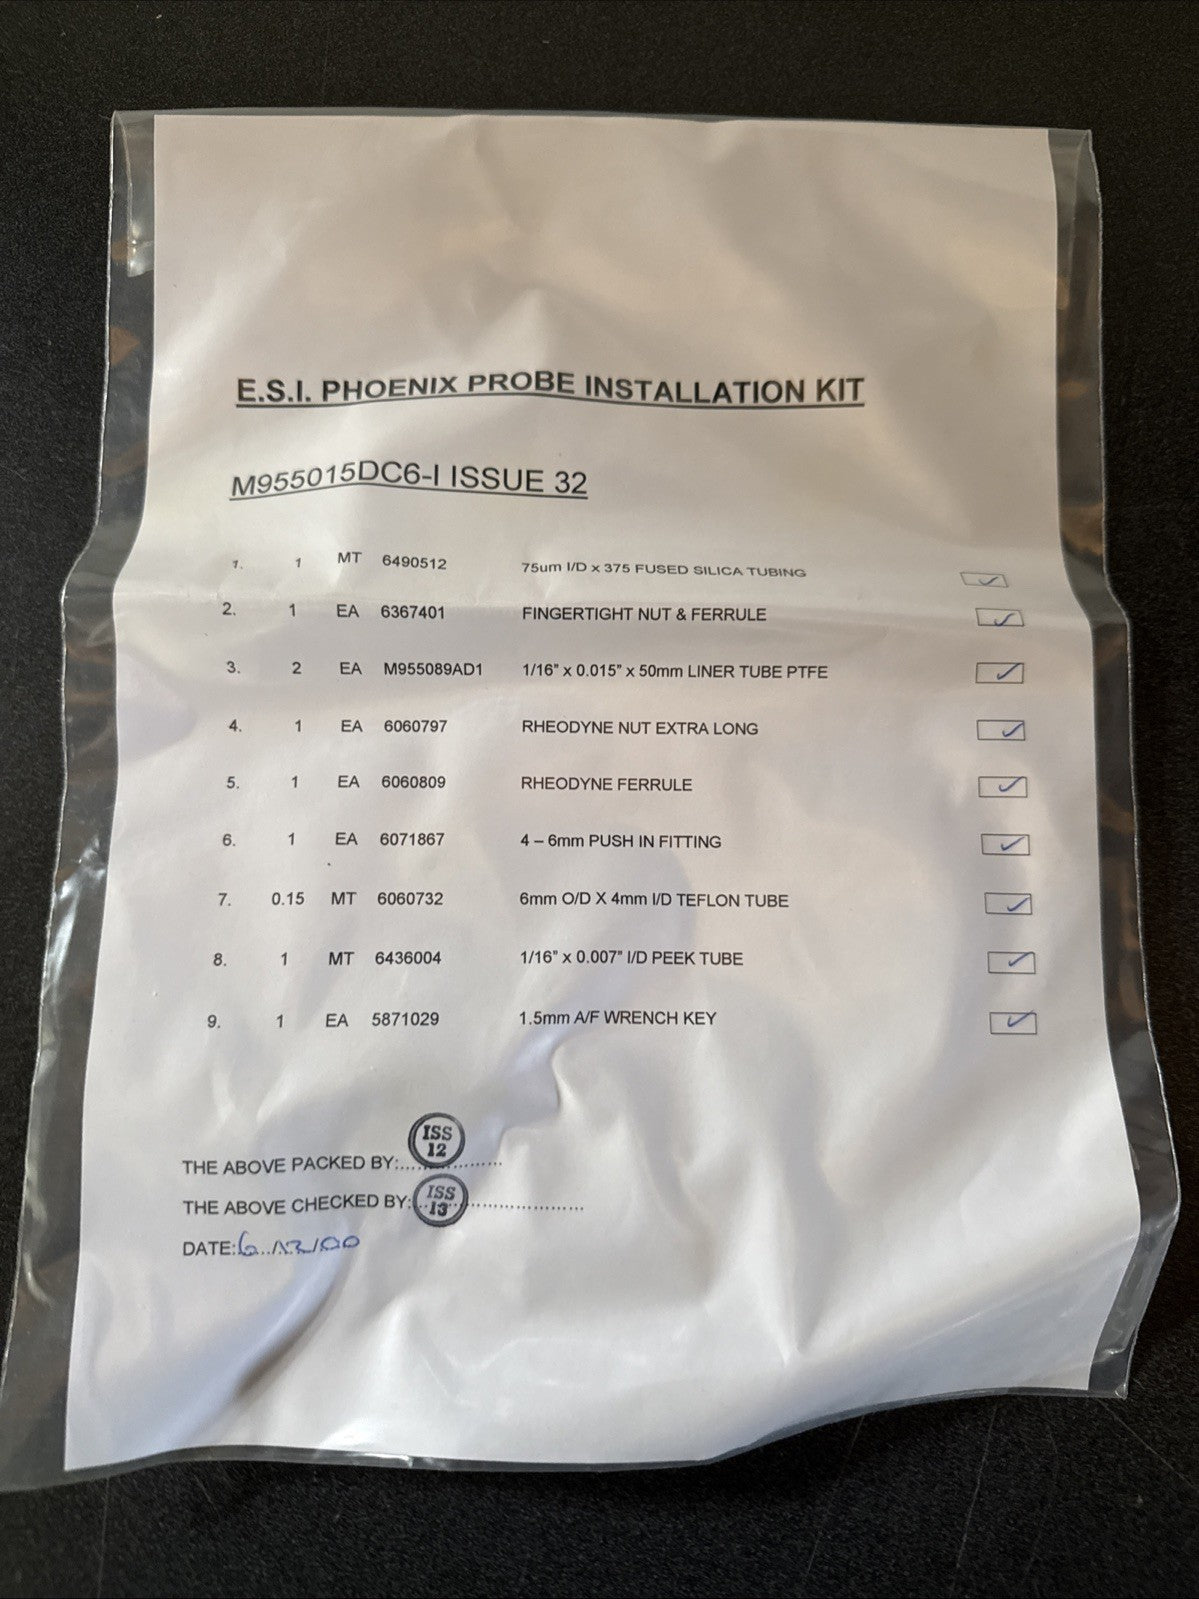 E.S.I. PHOENIX PROBE INSTALLATION KIT
M955015DC6-I ISSUE 32
1. 1 MT 6490512 75um I/D x 375 FUSED SILICA TUBING
2. 1 EA 6367401 FINGERTIGHT NUT & FERRULE
3. 2 EA M955089AD1 1/16" x 0.015" x 50mm LINER TUBE PTFE
4. 1 EA 6060797 RHEODYNE NUT EXTRA LONG
5. 1 EA 6060809 RHEODYNE FERRULE
6. 1 EA 6071867 4 – 6mm PUSH IN FITTING
7. 0.15 MT 6060732 6mm O/D X 4mm I/D TEFLON TUBE
8. 1 MT 6436004 1/16" x 0.007" I/D PEEK TUBE
9. 1 EA 5871029 1.5mm A/F WRENCH KEY
ISS
12
THE ABOVE PACKED BY:..................
ISS
13
THE ABOVE CHECKED BY:..........................
DATE:6../12/00